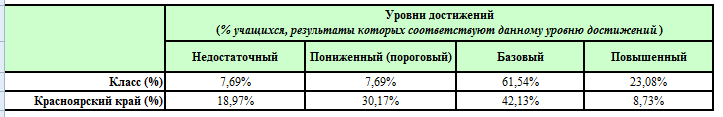 Уровни достижений
(% учащихся, результаты которых соответствуют данному уровню достижений)
Недостаточный Пониженный (пороговый) Базовый Повышенный
Класс (%) 7,69% 7,69% 61,54% 23,08%
Красноярский край (%) 18,97% 30,17% 42,13% 8,73%